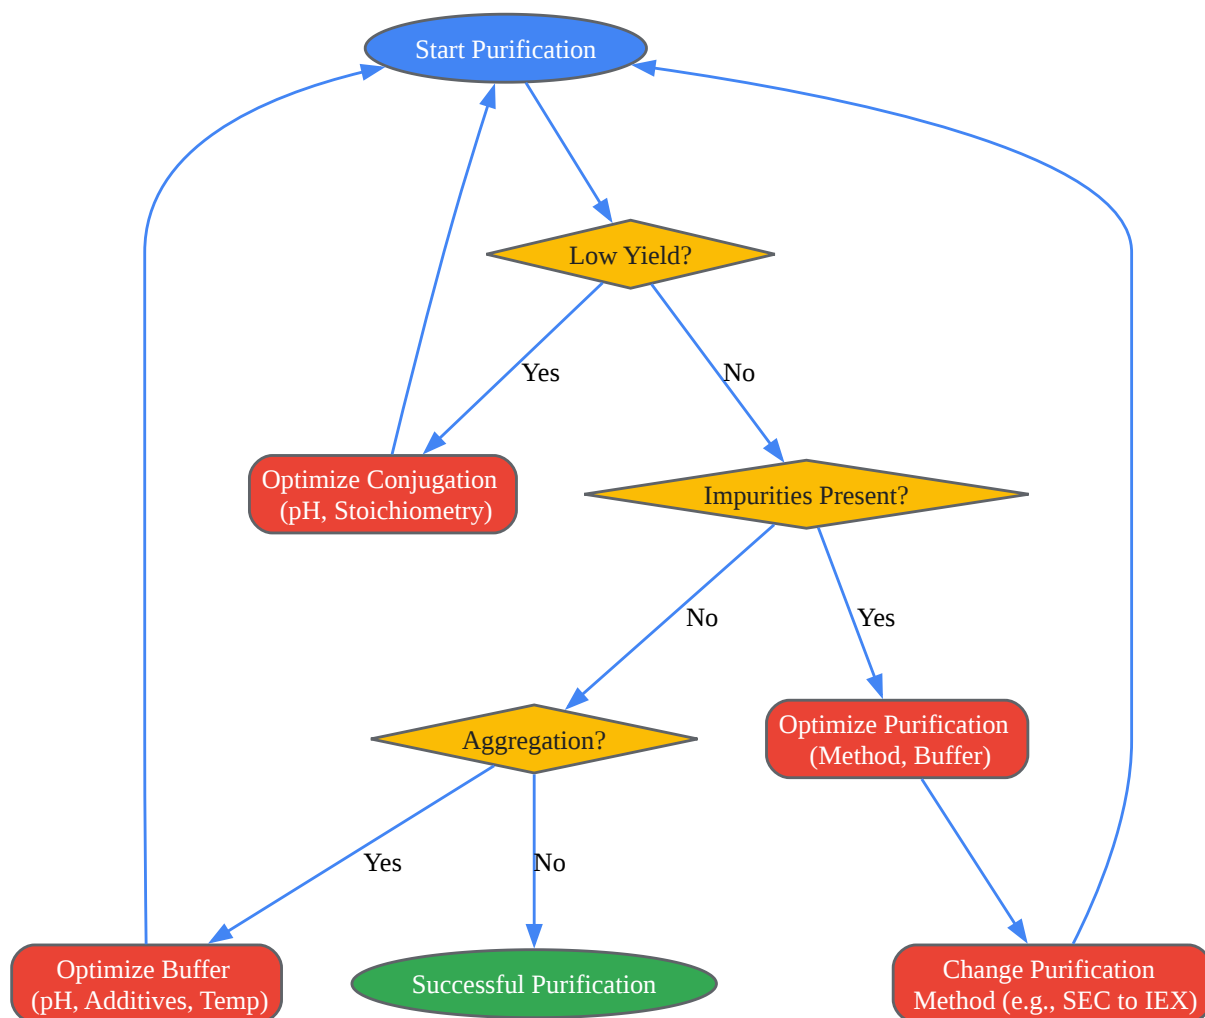 Start Purification
Low Yield?
Yes
No
Optimize Conjugation
(pH, Stoichiometry)
Impurities Present?
No
Yes
Aggregation?
Optimize Purification
(Method, Buffer)
Yes
No
Optimize Buffer
(pH, Additives, Temp)
Successful Purification
Change Purification
Method (e.g., SEC to IEX)